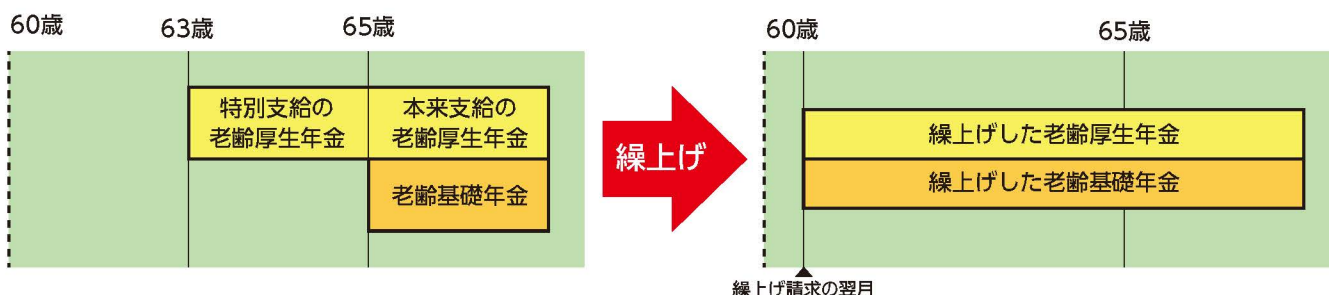 60歳
63歳
65歳
特別支給の
老齢厚生年金
本来支給の
老齢厚生年金
老齢基礎年金
繰上げ
60歳
65歳
繰上げした老齢厚生年金
繰上げした老齢基礎年金
繰上げ請求の翌月